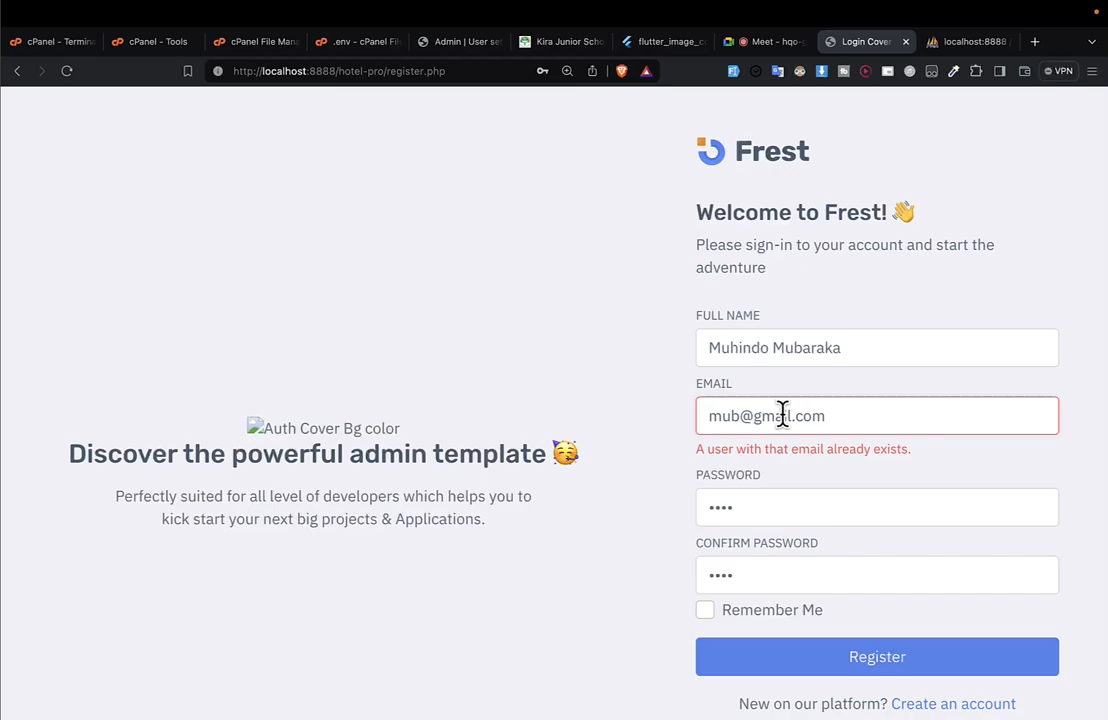 cPanel - Termina
cPanel - Tools
cPanel File Man
.env - cPanel Fil
Admin | User set
Kira Junior Scho
flutter_image_co
Meet - hqo-
Login Cover
localhost:8888 /
http://localhost:8888/hotel-pro/register.php
VPN
Frest
Welcome to Frest! 👋
Please sign-in to your account and start the
adventure
FULL NAME
Muhindo Mubaraka
EMAIL
mub@gmail.com
A user with that email already exists.
PASSWORD
••••
CONFIRM PASSWORD
••••
Remember Me
Register
New on our platform? Create an account
Auth Cover Bg color
Discover the powerful admin template 🥳
Perfectly suited for all level of developers which helps you to
kick start your next big projects & Applications.